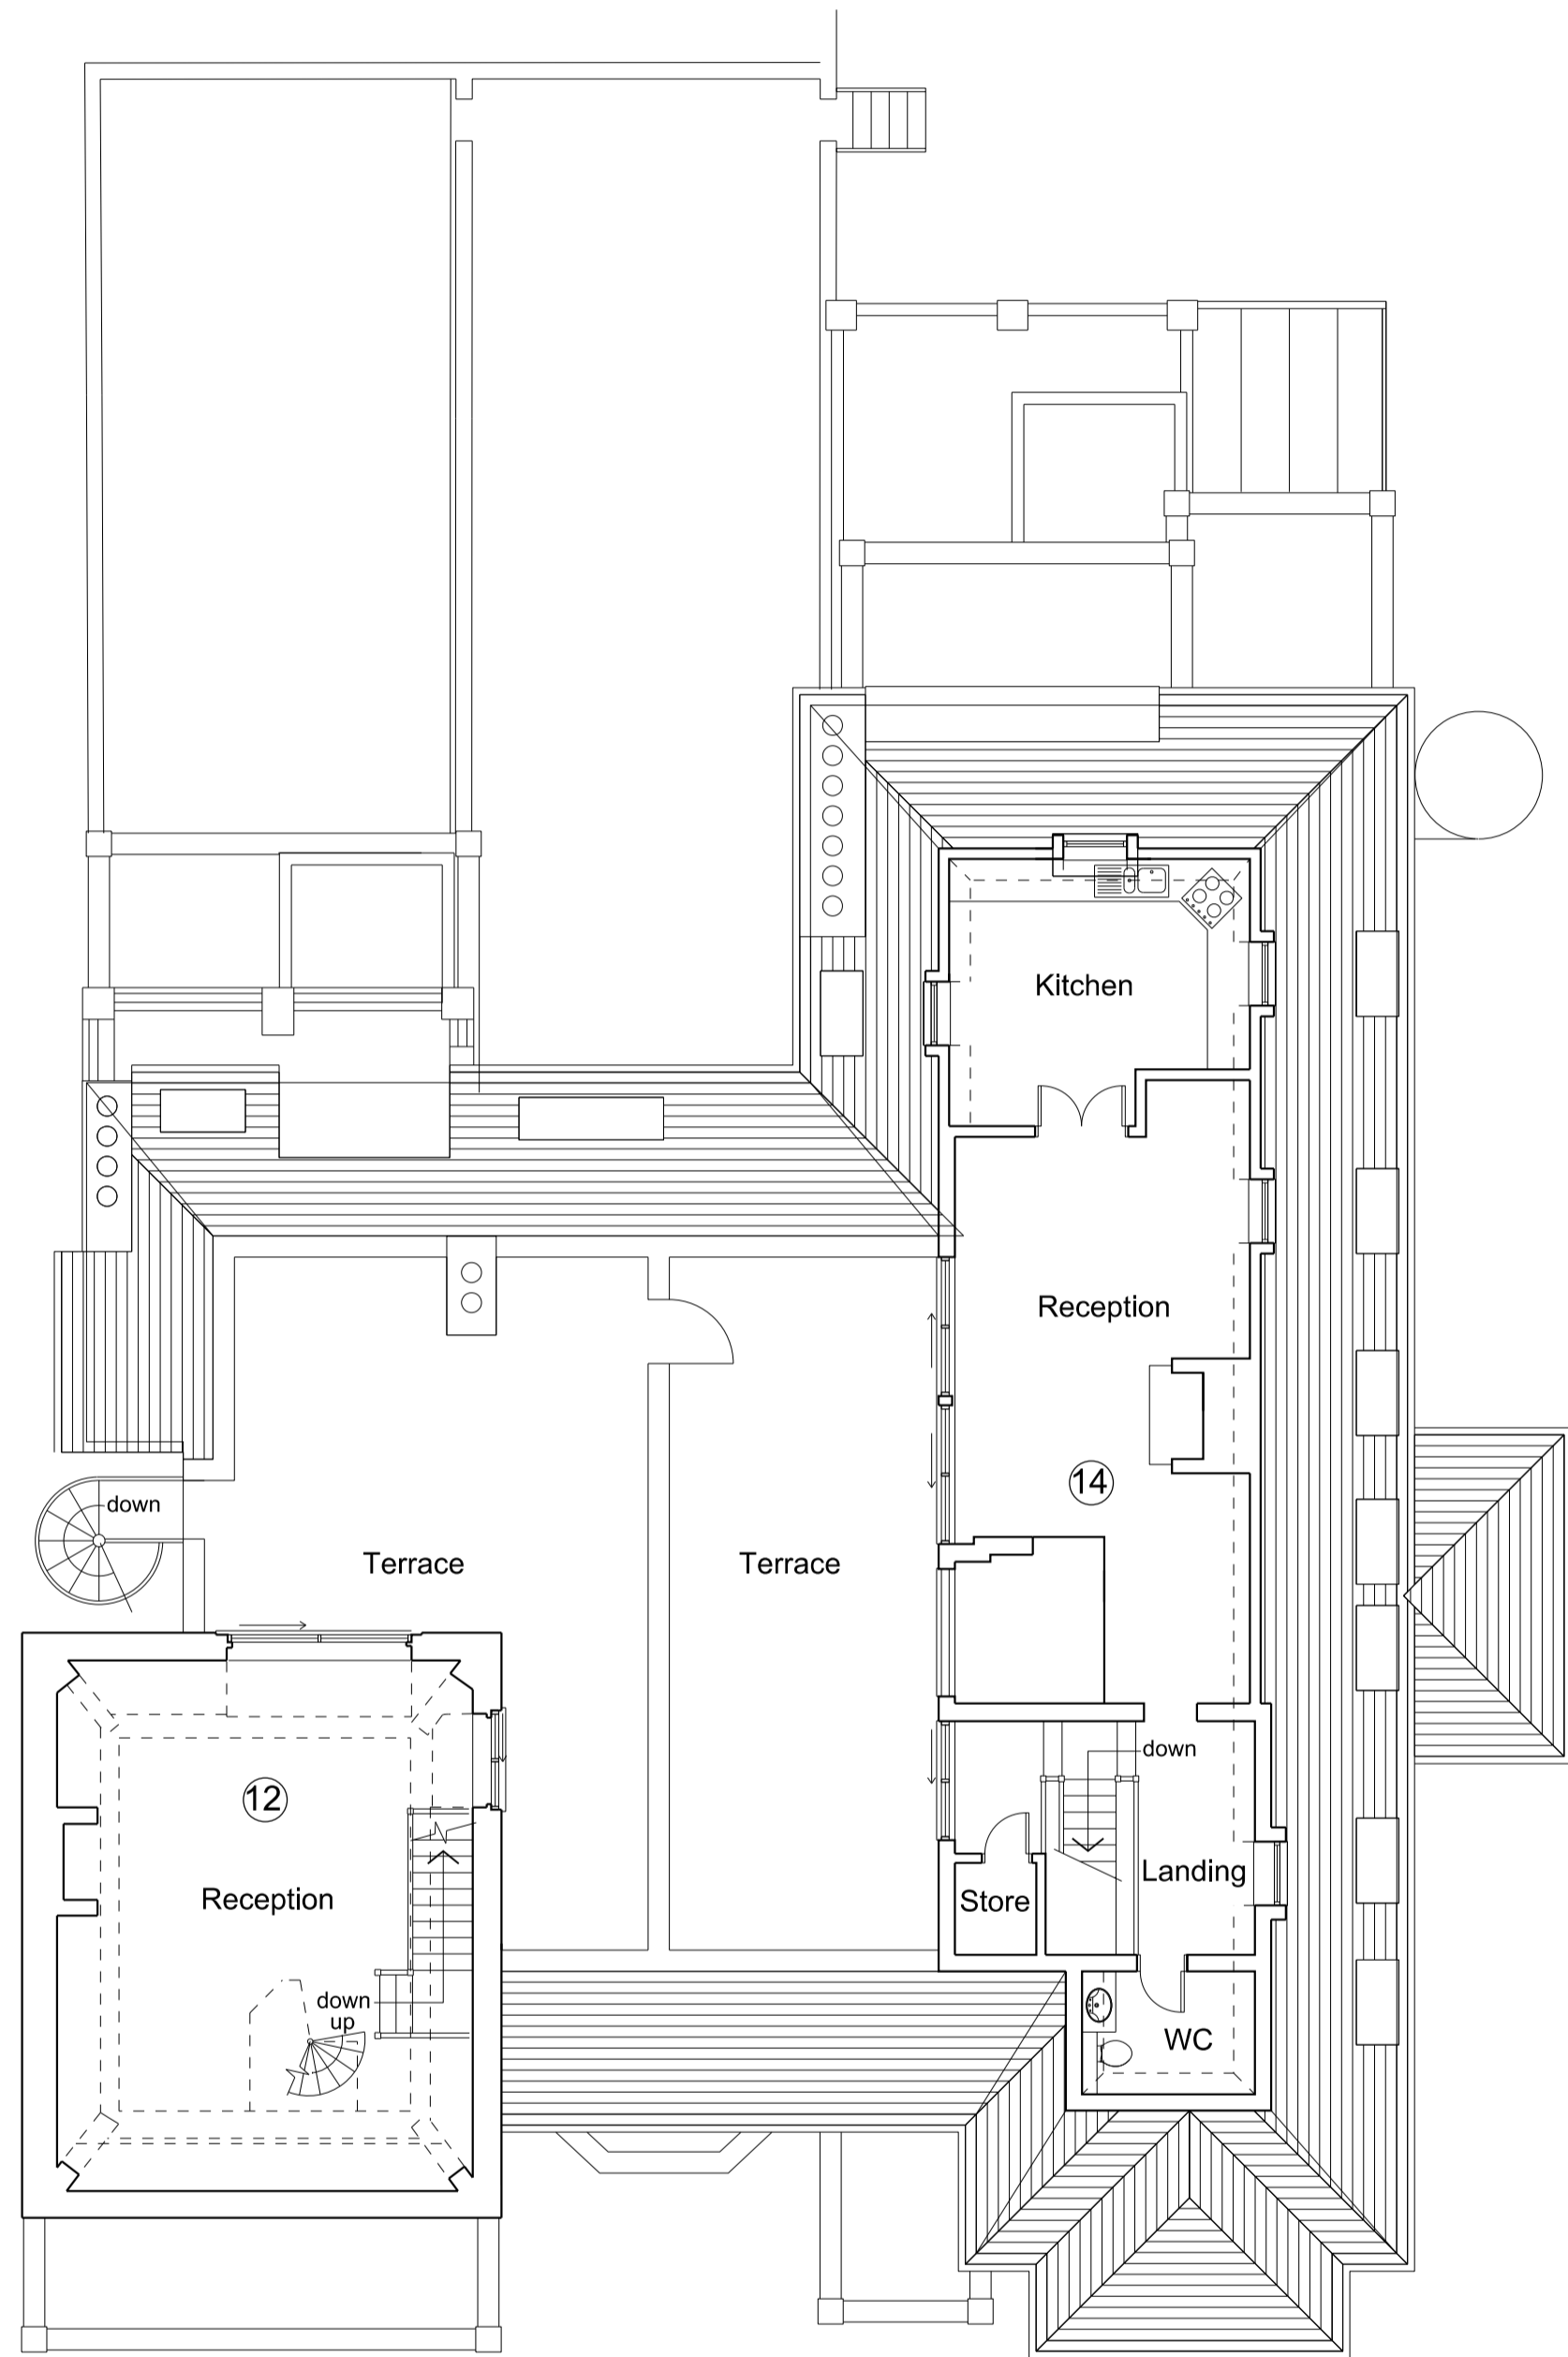 Kitchen
Reception
14
down
Terrace
Terrace
down
12
Landing
Reception
Store
down
up
WC